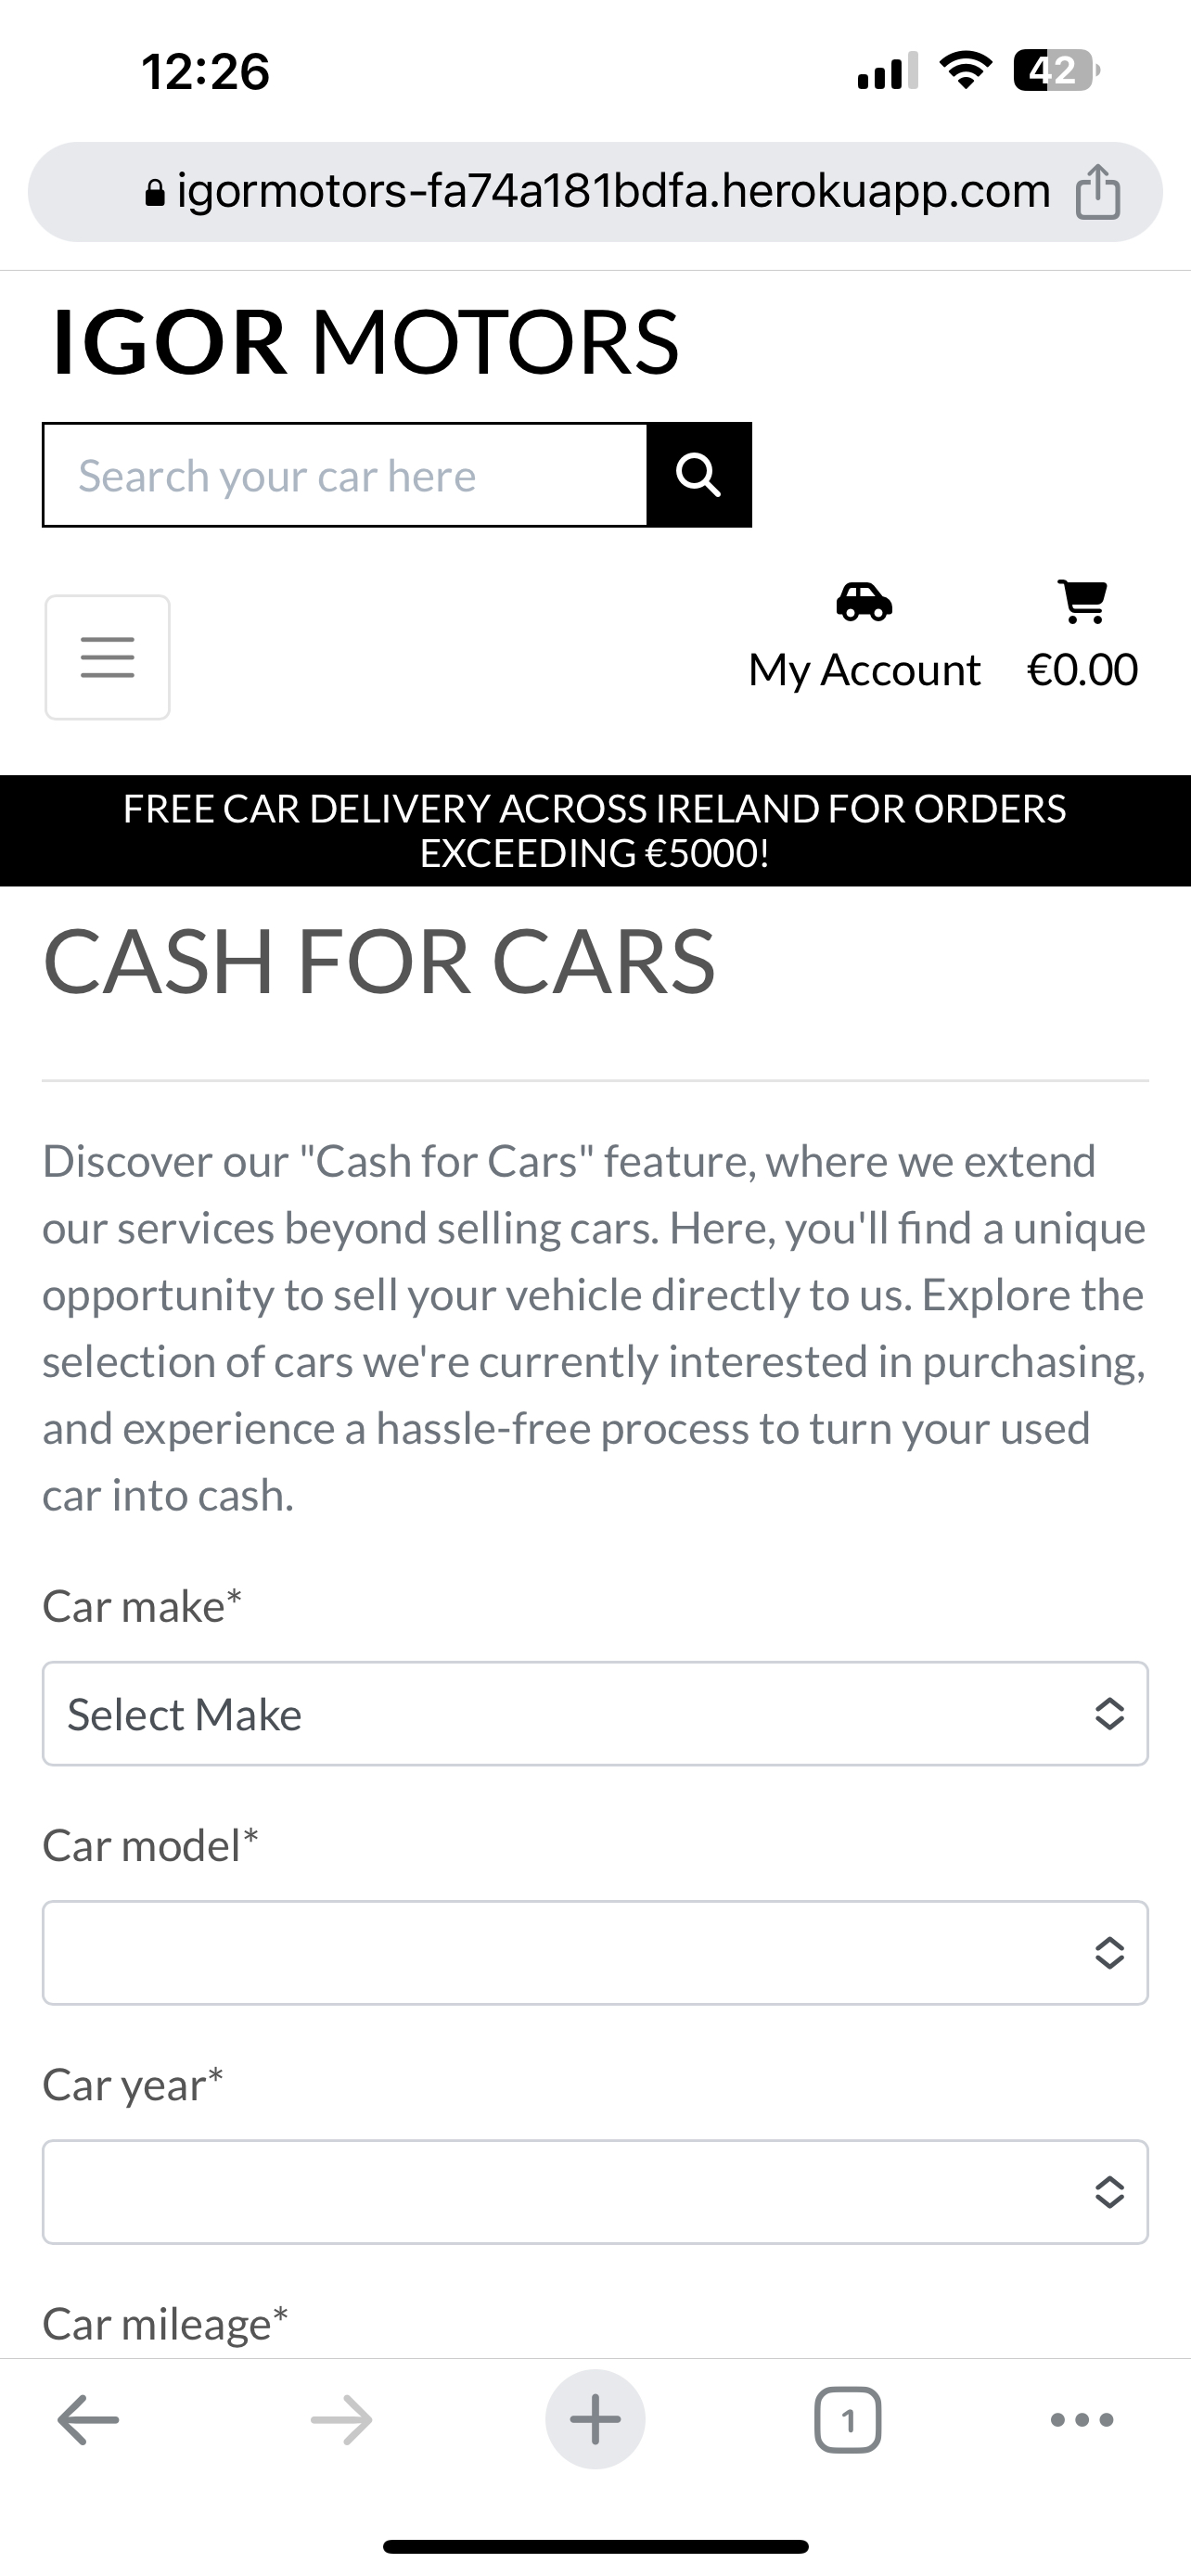 12:26
42
igormotors-fa74a181bdfa.herokuapp.com
IGOR MOTORS
Search your car here
My Account
€0.00
FREE CAR DELIVERY ACROSS IRELAND FOR ORDERS
EXCEEDING €5000!
CASH FOR CARS
Discover our "Cash for Cars" feature, where we extend
our services beyond selling cars. Here, you'll find a unique
opportunity to sell your vehicle directly to us. Explore the
selection of cars we're currently interested in purchasing,
and experience a hassle-free process to turn your used
car into cash.
Car make*
Select Make
Car model*
Car year*
Car mileage*
1